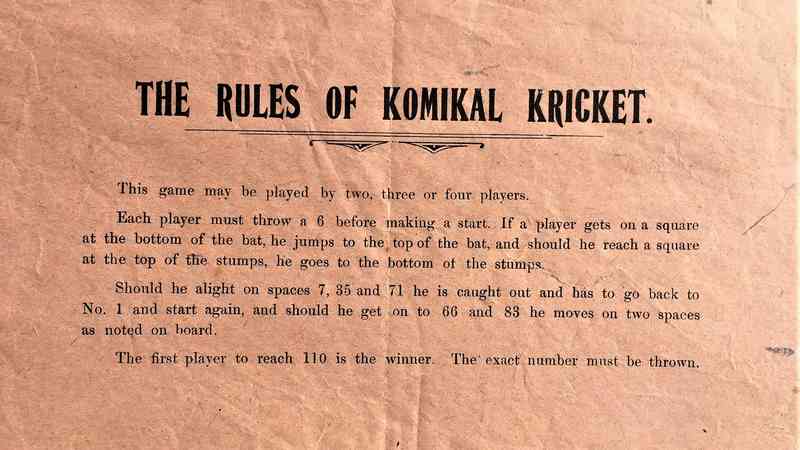 THE RULES OF KOMIKAL KRICKET.
This game may be played by two, three or four players.
Each player must throw a 6 before making a start. If a player gets on a square
at the bottom of the bat, he jumps to the top of the bat, and should he reach a square
at the top of the stumps, he goes to the bottom of the stumps.
Should he alight on spaces 7, 35 and 71 he is caught out and has to go back to
No. 1 and start again, and should he get on to 66 and 83 he moves on two spaces
as noted on board.
The first player to reach 110 is the winner. The exact number must be thrown.